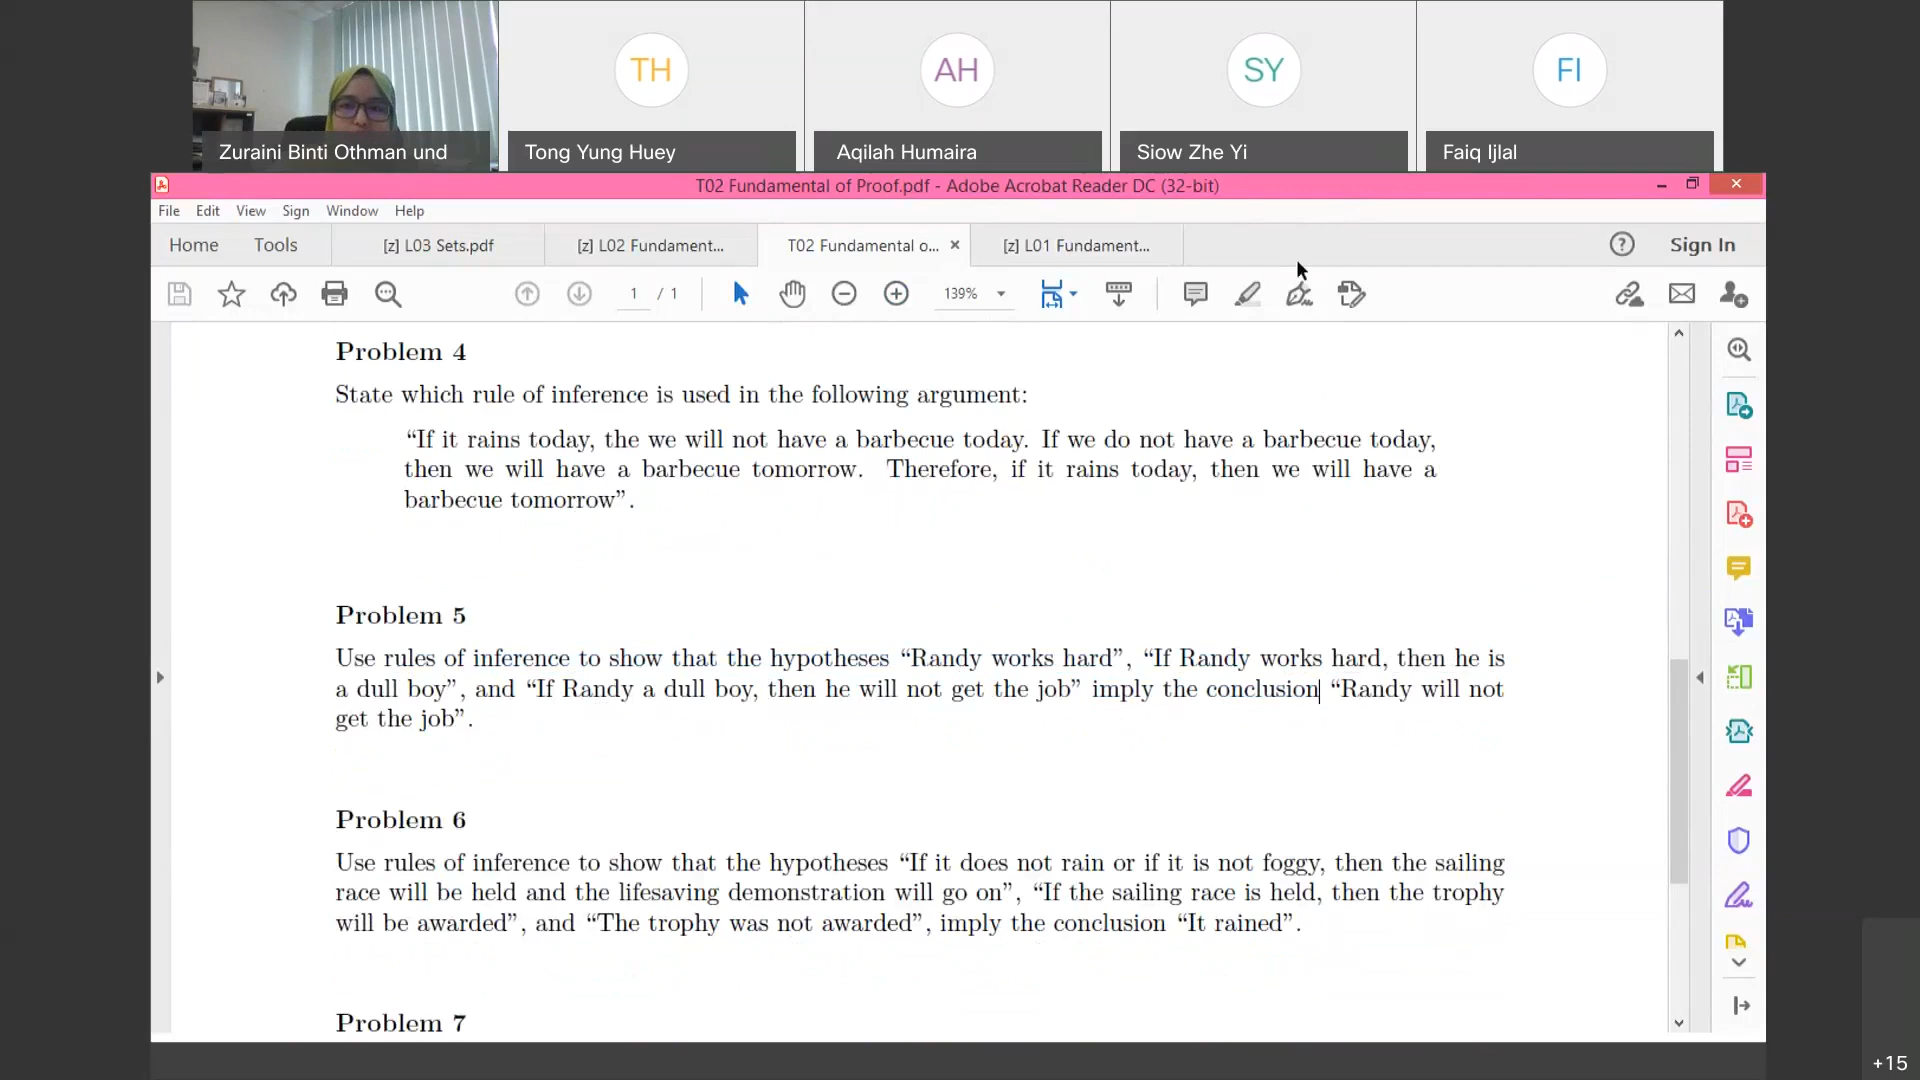 TH
AH
SY
FI
Zuraini Binti Othman und
Tong Yung Huey
Aqilah Humaira
Siow Zhe Yi
Faiq Ijlal
T02 Fundamental of Proof.pdf - Adobe Acrobat Reader DC (32-bit)
File Edit View Sign Window Help
Home Tools [z] L03 Sets.pdf [z] L02 Fundament... T02 Fundamental o... × [z] L01 Fundament... ? Sign In
1 / 1 139%
Problem 4
State which rule of inference is used in the following argument:
“If it rains today, the we will not have a barbecue today. If we do not have a barbecue today,
then we will have a barbecue tomorrow. Therefore, if it rains today, then we will have a
barbecue tomorrow”.
Problem 5
Use rules of inference to show that the hypotheses “Randy works hard”, “If Randy works hard, then he is
a dull boy”, and “If Randy a dull boy, then he will not get the job” imply the conclusion “Randy will not
get the job”.
Problem 6
Use rules of inference to show that the hypotheses “If it does not rain or if it is not foggy, then the sailing
race will be held and the lifesaving demonstration will go on”, “If the sailing race is held, then the trophy
will be awarded”, and “The trophy was not awarded”, imply the conclusion “It rained”.
Problem 7
+15